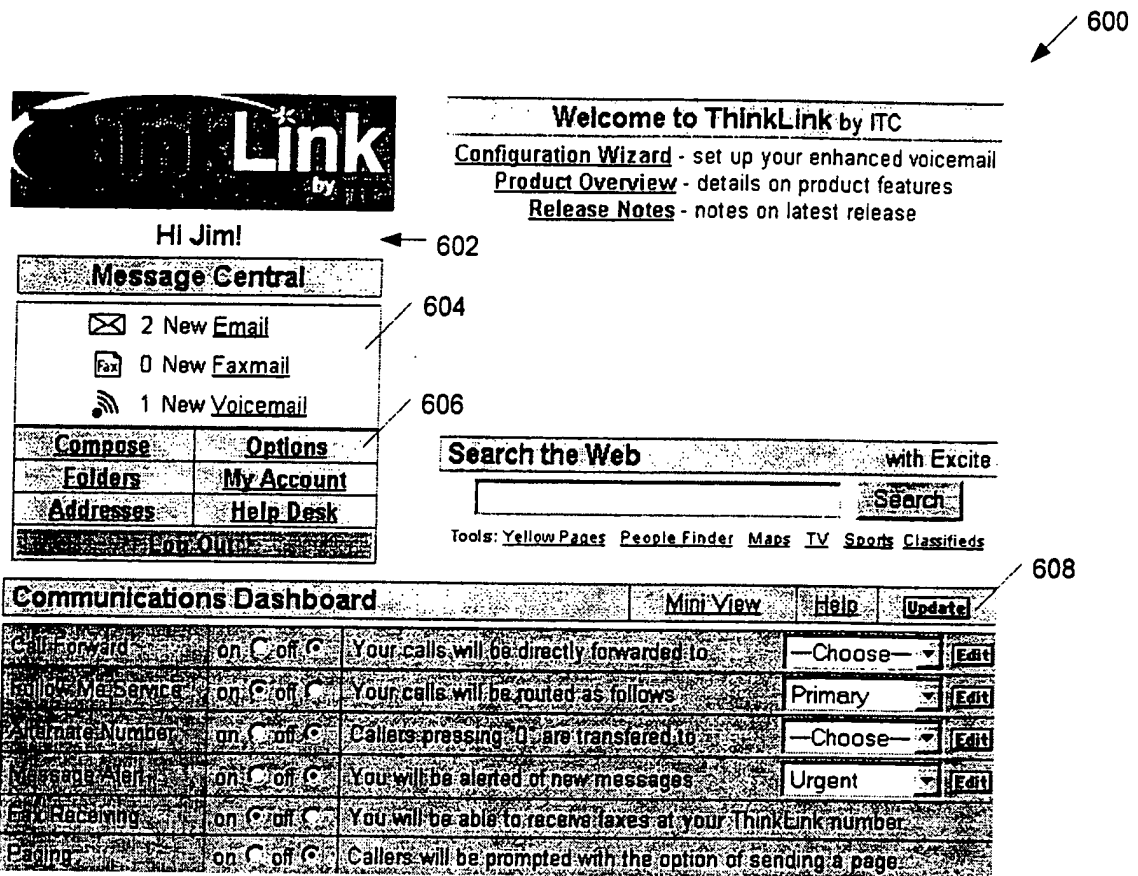 600
Link
by
Welcome to ThinkLink by ITC
Configuration Wizard - set up your enhanced voicemail
Product Overview - details on product features
Release Notes - notes on latest release
Hi Jim!
602
Message Central
604
2 New Email
Fax 0 New Faxmail
1 New Voicemail
606
Compose Options
Folders My Account
Addresses Help Desk
Log Out
Search the Web with Excite
Search
Tools: Yellow Pages People Finder Maps TV Sports Classifieds
608
Communications Dashboard Mini View Help Update
Call Forward on off Your calls will be directly forwarded to —Choose— Edit
Follow Me Service on off Your calls will be routed as follows Primary Edit
Alternate Number on off Callers pressing "0" are transfered to —Choose— Edit
Message Alert on off You will be alerted of new messages Urgent Edit
Fax Receiving on off You will be able to receive faxes at your ThinkLink number
Paging on off Callers will be prompted with the option of sending a page